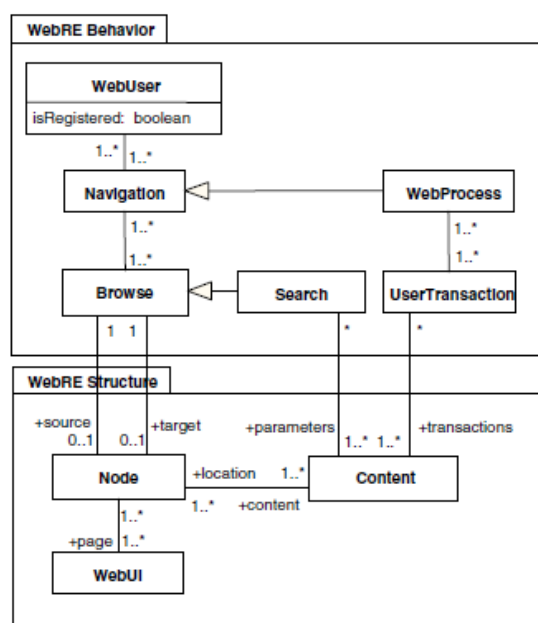 WebRE Behavior
WebUser
isRegistered: boolean
1..*
1..*
Navigation
WebProcess
1..*
1..*
1..*
1..*
Browse
Search
UserTransaction
1 1
*
*
WebRE Structure
+source
+target
+parameters
+transactions
0..1
0..1
1..*
1..*
Node
+location
1..*
Content
1..*
+content
1..*
+page
1..*
WebUI